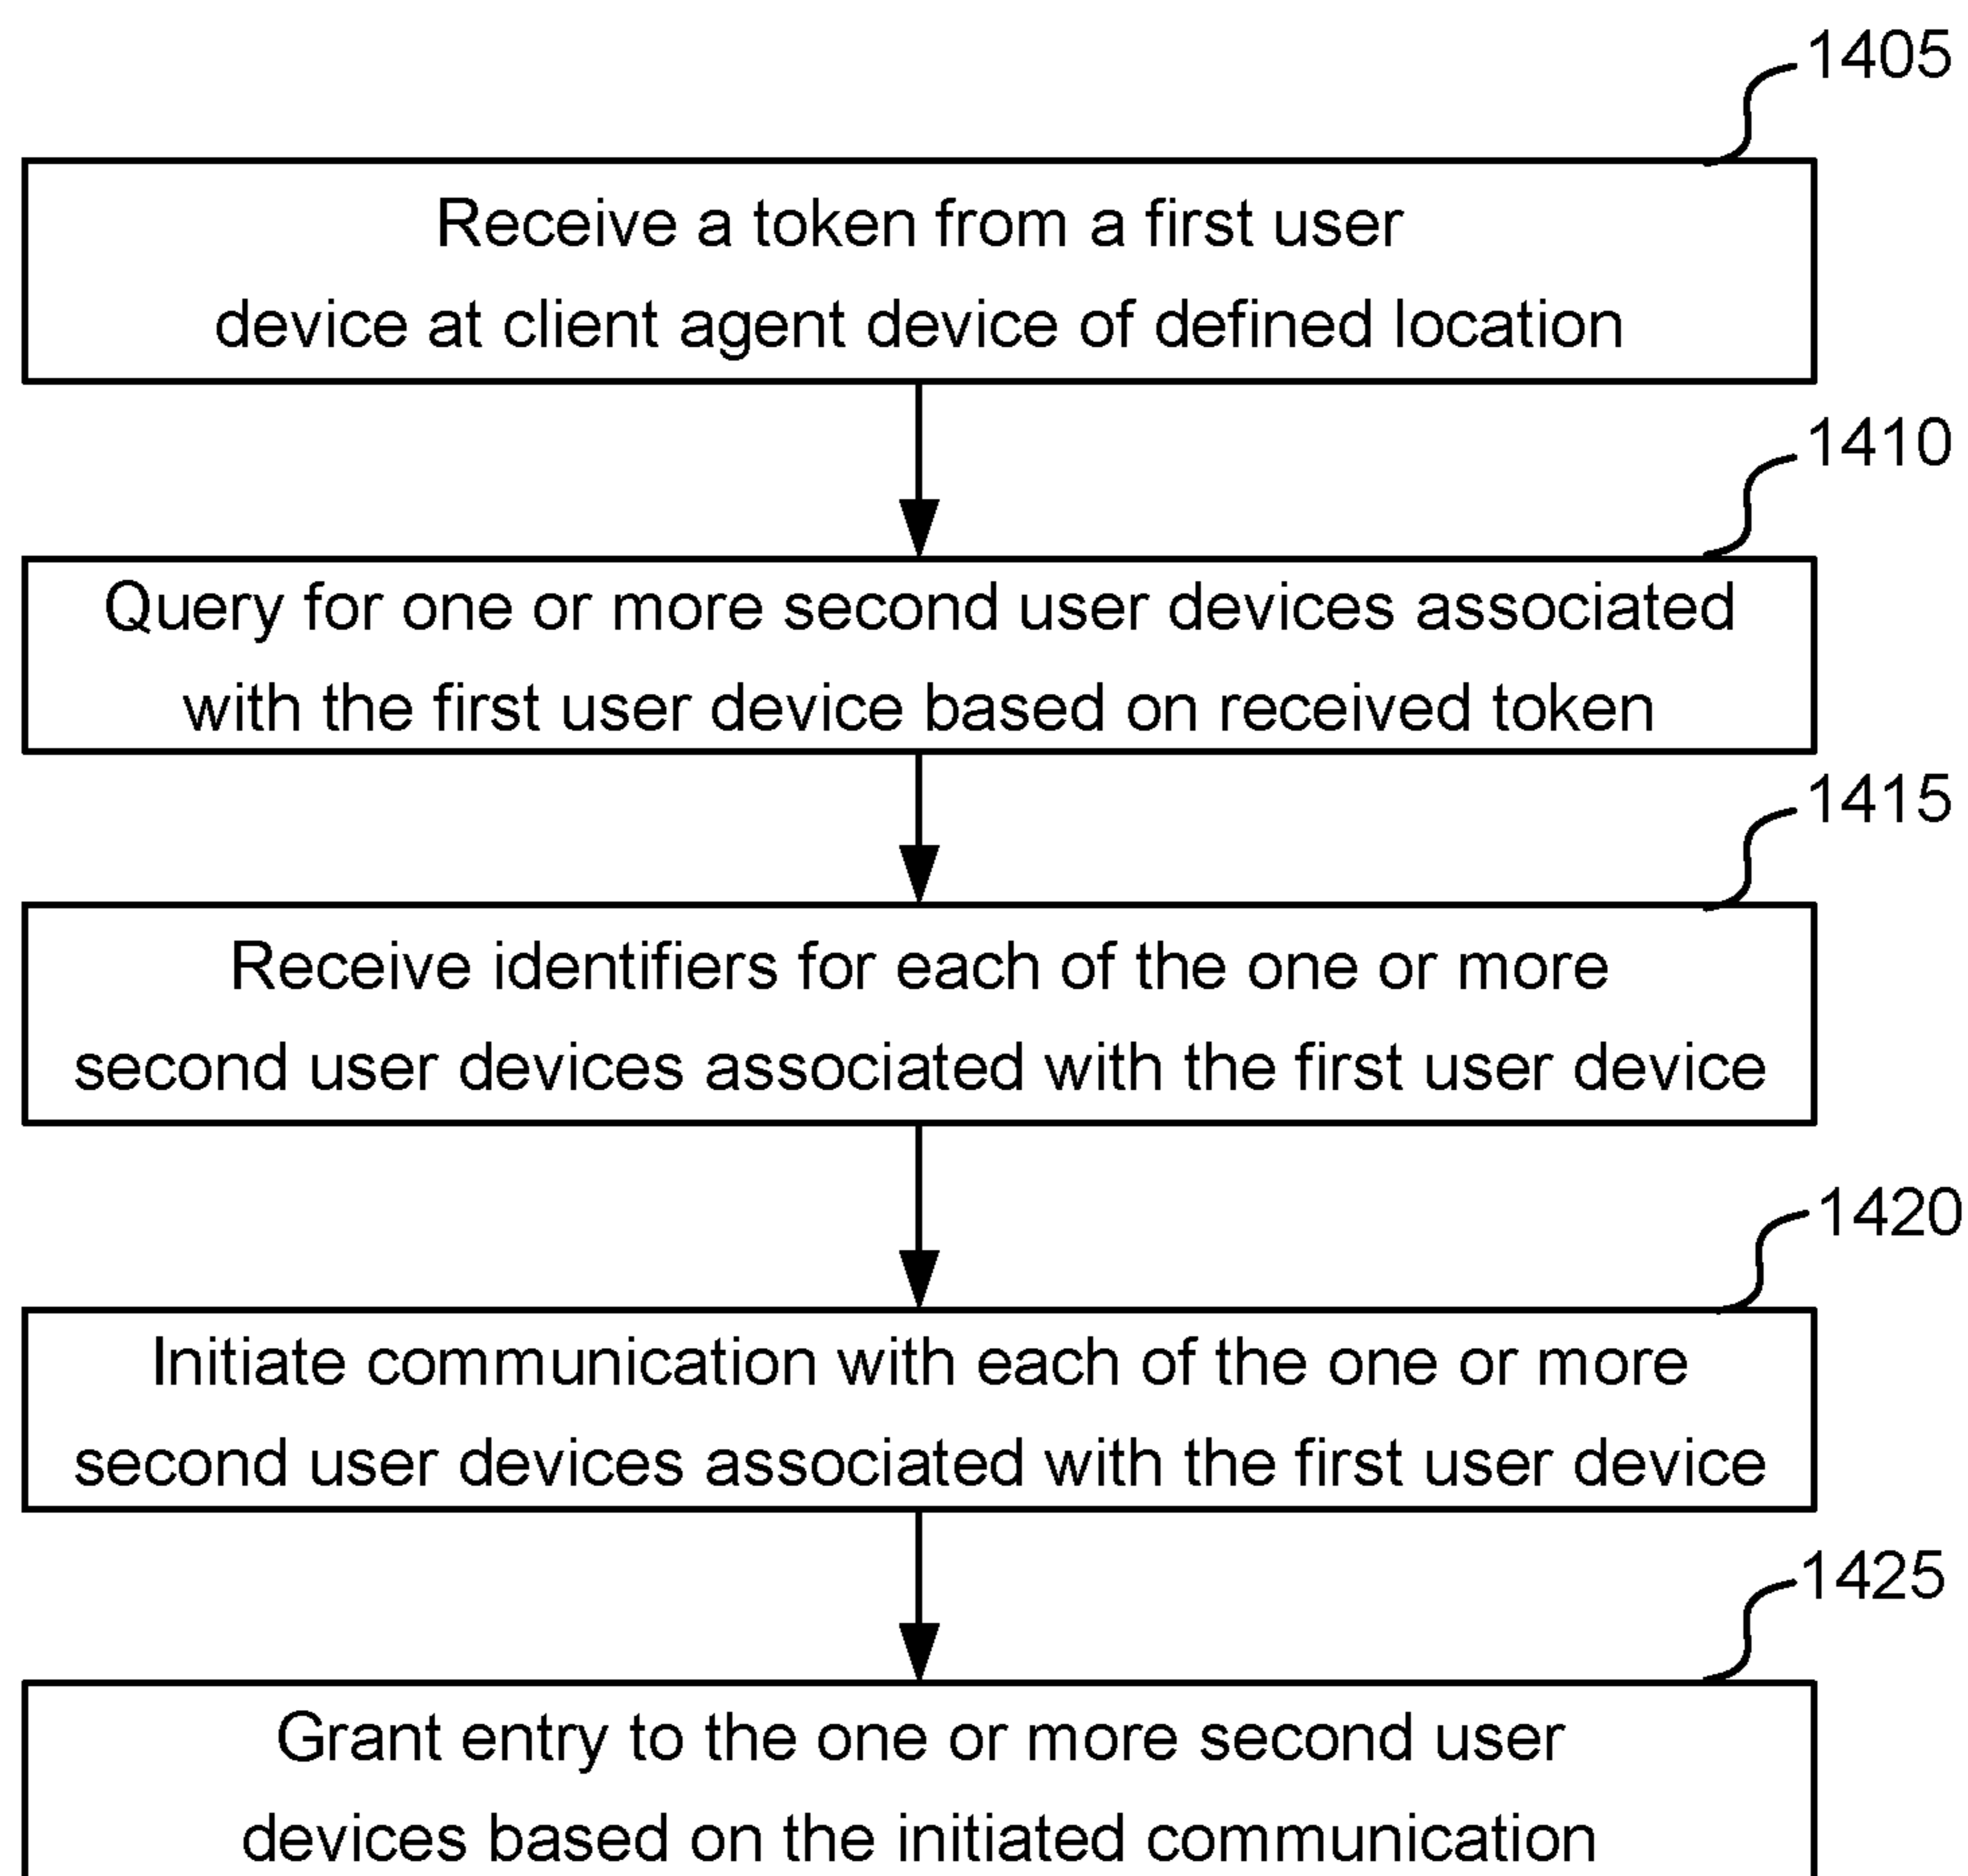 1405
Receive a token from a first user
device at client agent device of defined location
1410
Query for one or more second user devices associated
with the first user device based on received token
1415
Receive identifiers for each of the one or more
second user devices associated with the first user device
1420
Initiate communication with each of the one or more
second user devices associated with the first user device
1425
Grant entry to the one or more second user
devices based on the initiated communication